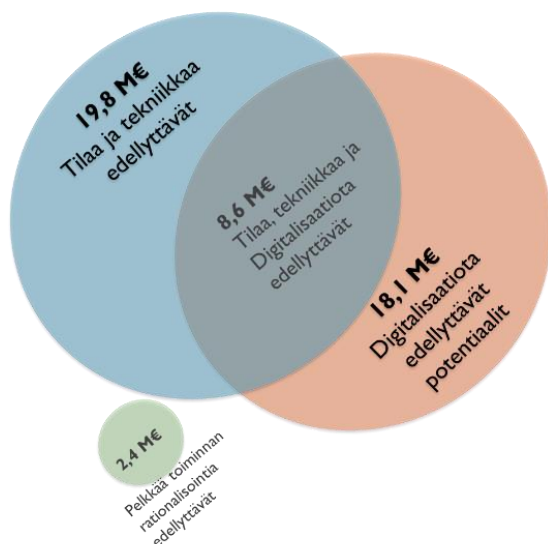 19,8 M€
Tilaa ja tekniikkaa
edellyttävät
8,6 M€
Tilaa, tekniikkaa ja
Digitalisaatiota
edellyttävät
18,1 M€
Digitalisaatiota
edellyttävät
potentiaalit
2,4 M€
Pelkkää toiminnan
rationalisointia
edellyttävät